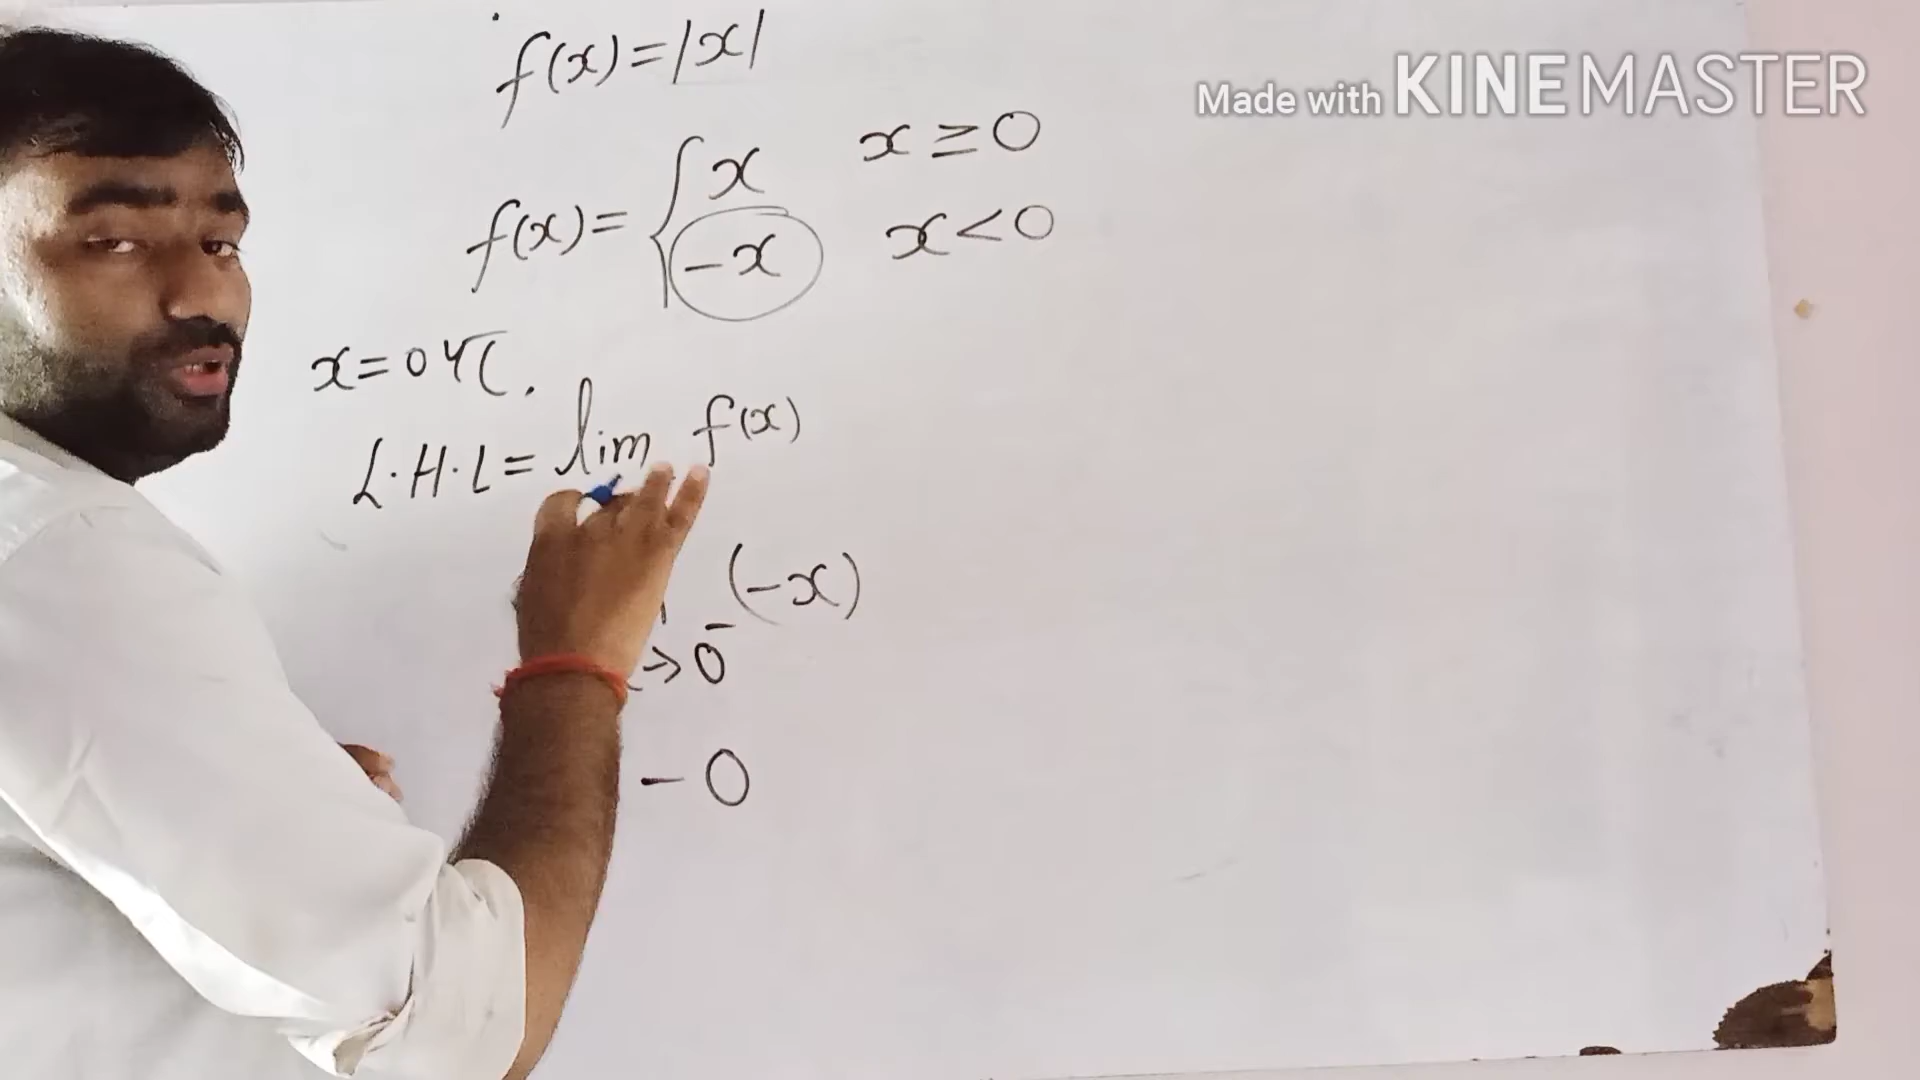 f(x)=|x|
Made with KINEMASTER
f(x)= { x x ≥ 0
-x x < 0
x=0 पर.
L.H.L = lim f(x)
(-x)
→ 0⁻
- 0